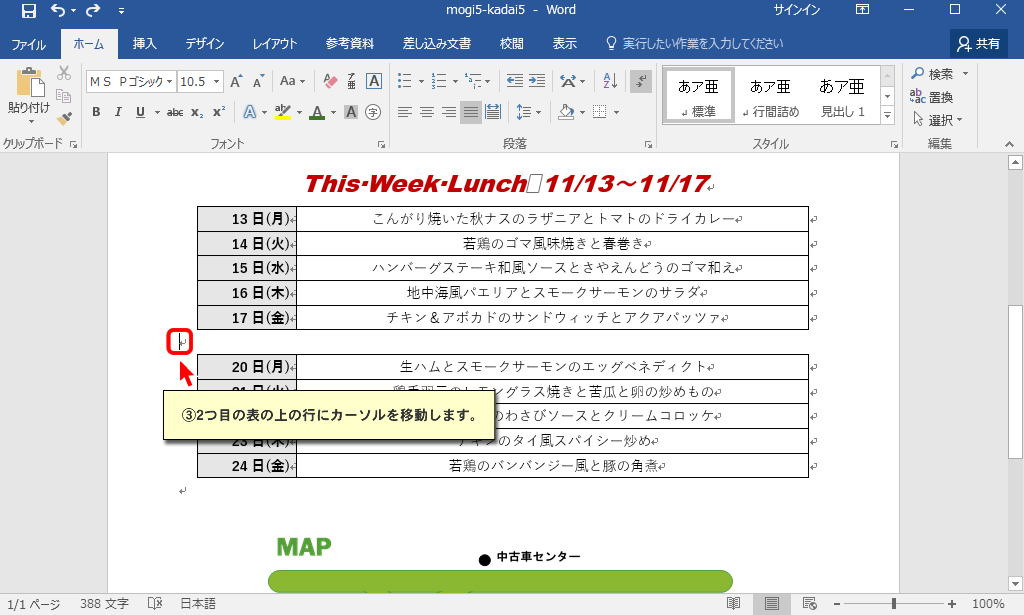 mogi5-kadai5 - Word
サインイン
ファイル ホーム 挿入 デザイン レイアウト 参考資料 差し込み文書 校閲 表示 実行したい作業を入力してください 共有
貼り付け
ＭＳ Ｐゴシック 10.5
B I U abc x₂ x²
あア亜 あア亜 あア亜
標準 行間詰め 見出し 1
検索
置換
選択
クリップボード フォント 段落 スタイル 編集
This·Week·Lunch□11/13～11/17
13 日(月) こんがり焼いた秋ナスのラザニアとトマトのドライカレー
14 日(火) 若鶏のゴマ風味焼きと春巻き
15 日(水) ハンバーグステーキ和風ソースとさやえんどうのゴマ和え
16 日(木) 地中海風パエリアとスモークサーモンのサラダ
17 日(金) チキン＆アボカドのサンドウィッチとアクアパッツァ
20 日(月) 生ハムとスモークサーモンのエッグベネディクト
レモングラス焼きと苦瓜と卵の炒めもの
③2つ目の表の上の行にカーソルを移動します。
のわさびソースとクリームコロッケ
チキンのタイ風スパイシー炒め
24 日(金) 若鶏のバンバンジー風と豚の角煮
MAP
中古車センター
1/1 ページ 388 文字 日本語 100%